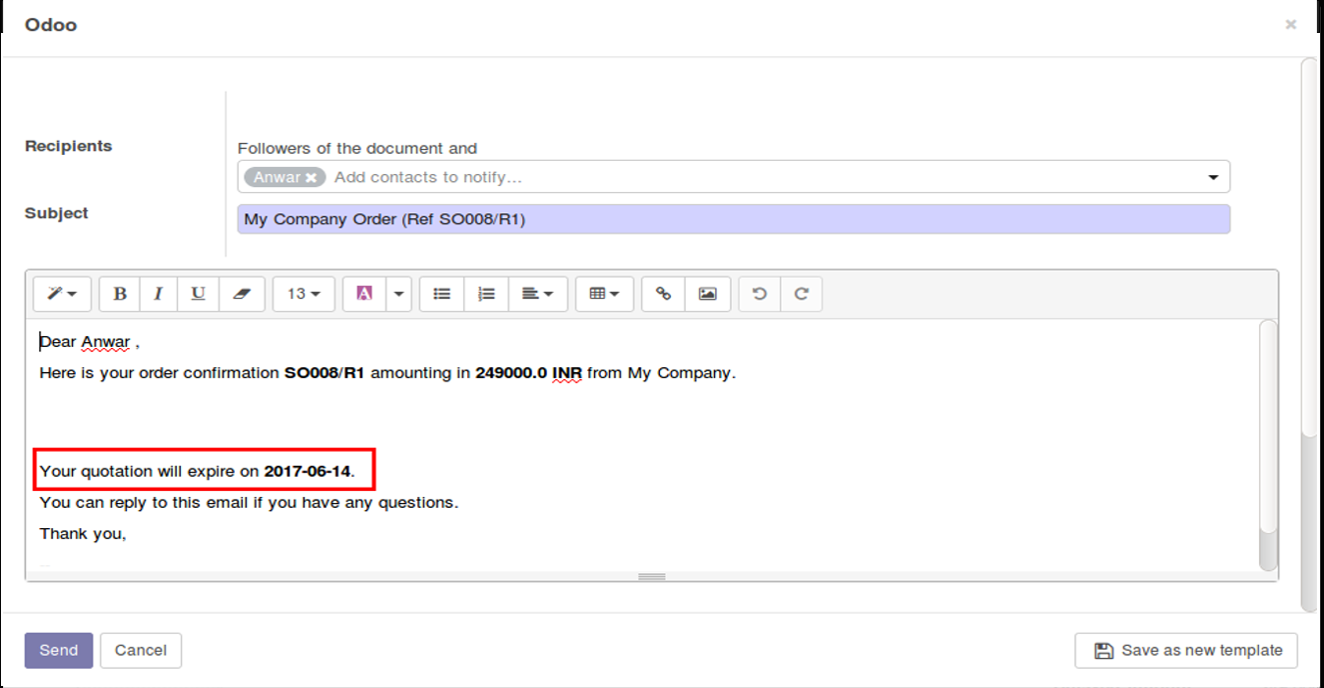 Odoo
×
Recipients
Followers of the document and
Anwar × Add contacts to notify...
Subject
My Company Order (Ref SO008/R1)
B I U 13 A
Dear Anwar ,
Here is your order confirmation SO008/R1 amounting in 249000.0 INR from My Company.
Your quotation will expire on 2017-06-14.
You can reply to this email if you have any questions.
Thank you,
--
Send Cancel Save as new template